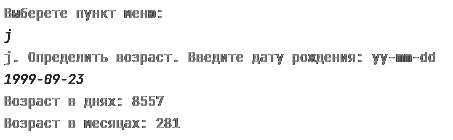 Выберете пункт меню:
j
j. Определить возраст. Введите дату рождения: yy-mm-dd
1999-09-23
Возраст в днях: 8557
Возраст в месяцах: 281